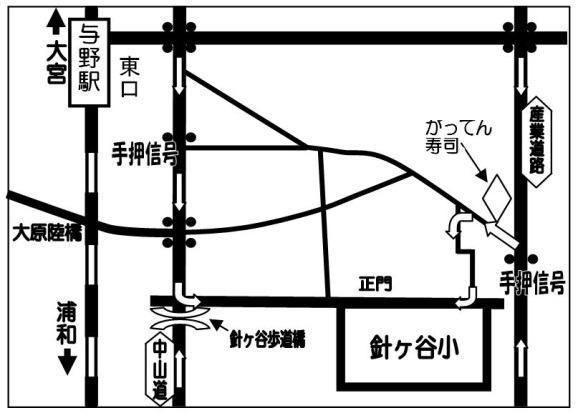 大宮
与野駅
東口
産業道路
がってん
寿司
手押信号
大原陸橋
正門
手押信号
浦和
針ヶ谷歩道橋
針ヶ谷小
中山道